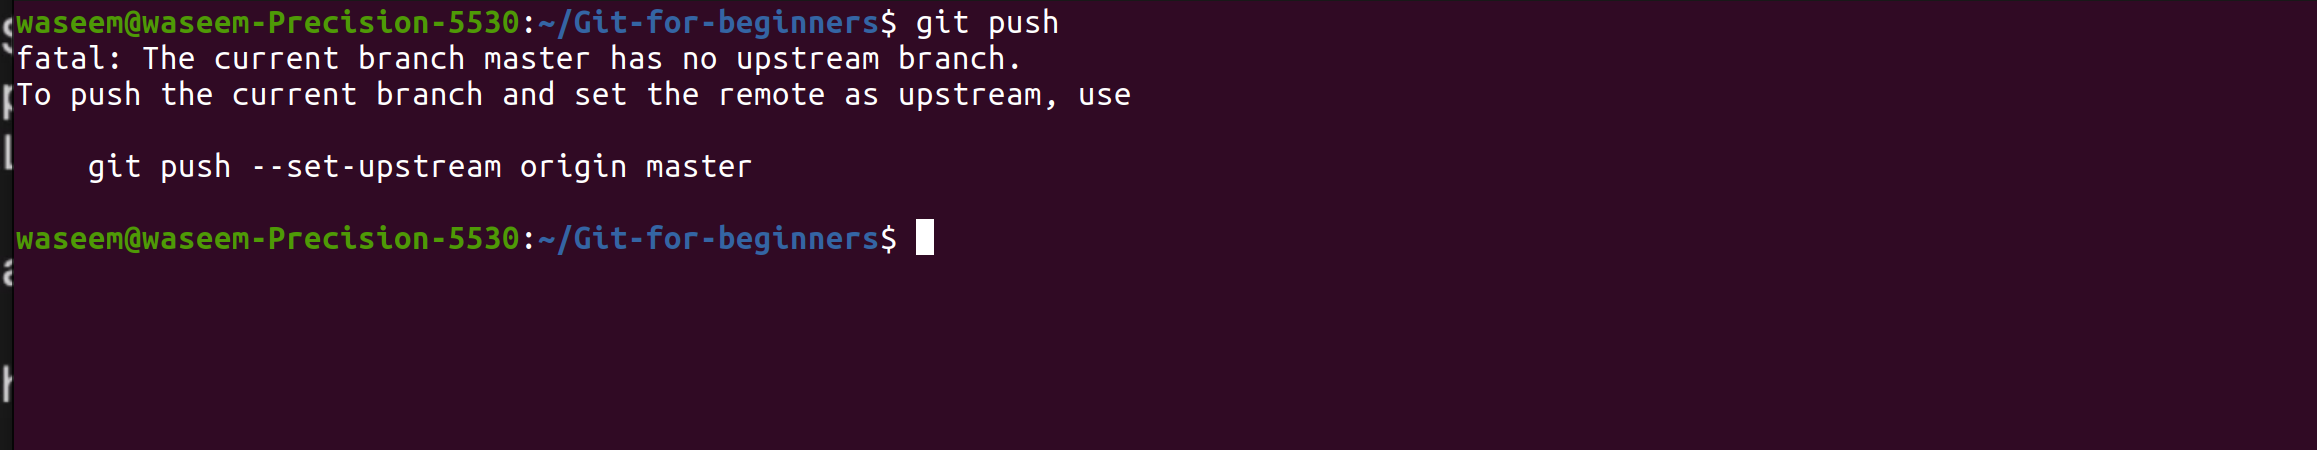 waseem@waseem-Precision-5530:~/Git-for-beginners$ git push
fatal: The current branch master has no upstream branch.
To push the current branch and set the remote as upstream, use
    git push --set-upstream origin master
waseem@waseem-Precision-5530:~/Git-for-beginners$